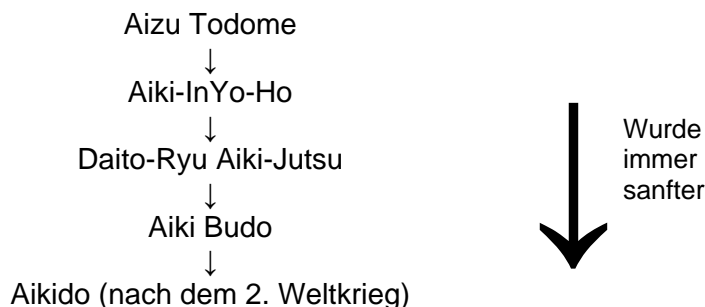 Aizu Todome
↓
Aiki-InYo-Ho
↓
Daito-Ryu Aiki-Jutsu
↓
Aiki Budo
↓
Aikido (nach dem 2. Weltkrieg)
Wurde
immer
sanfter